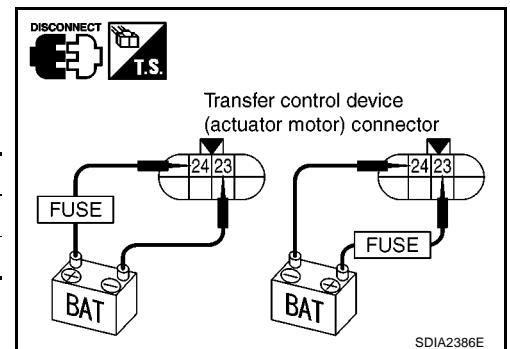 DISCONNECT
T.S.
Transfer control device
(actuator motor) connector
24 23
24 23
FUSE
FUSE
+ −
− +
BAT
BAT
SDIA2386E